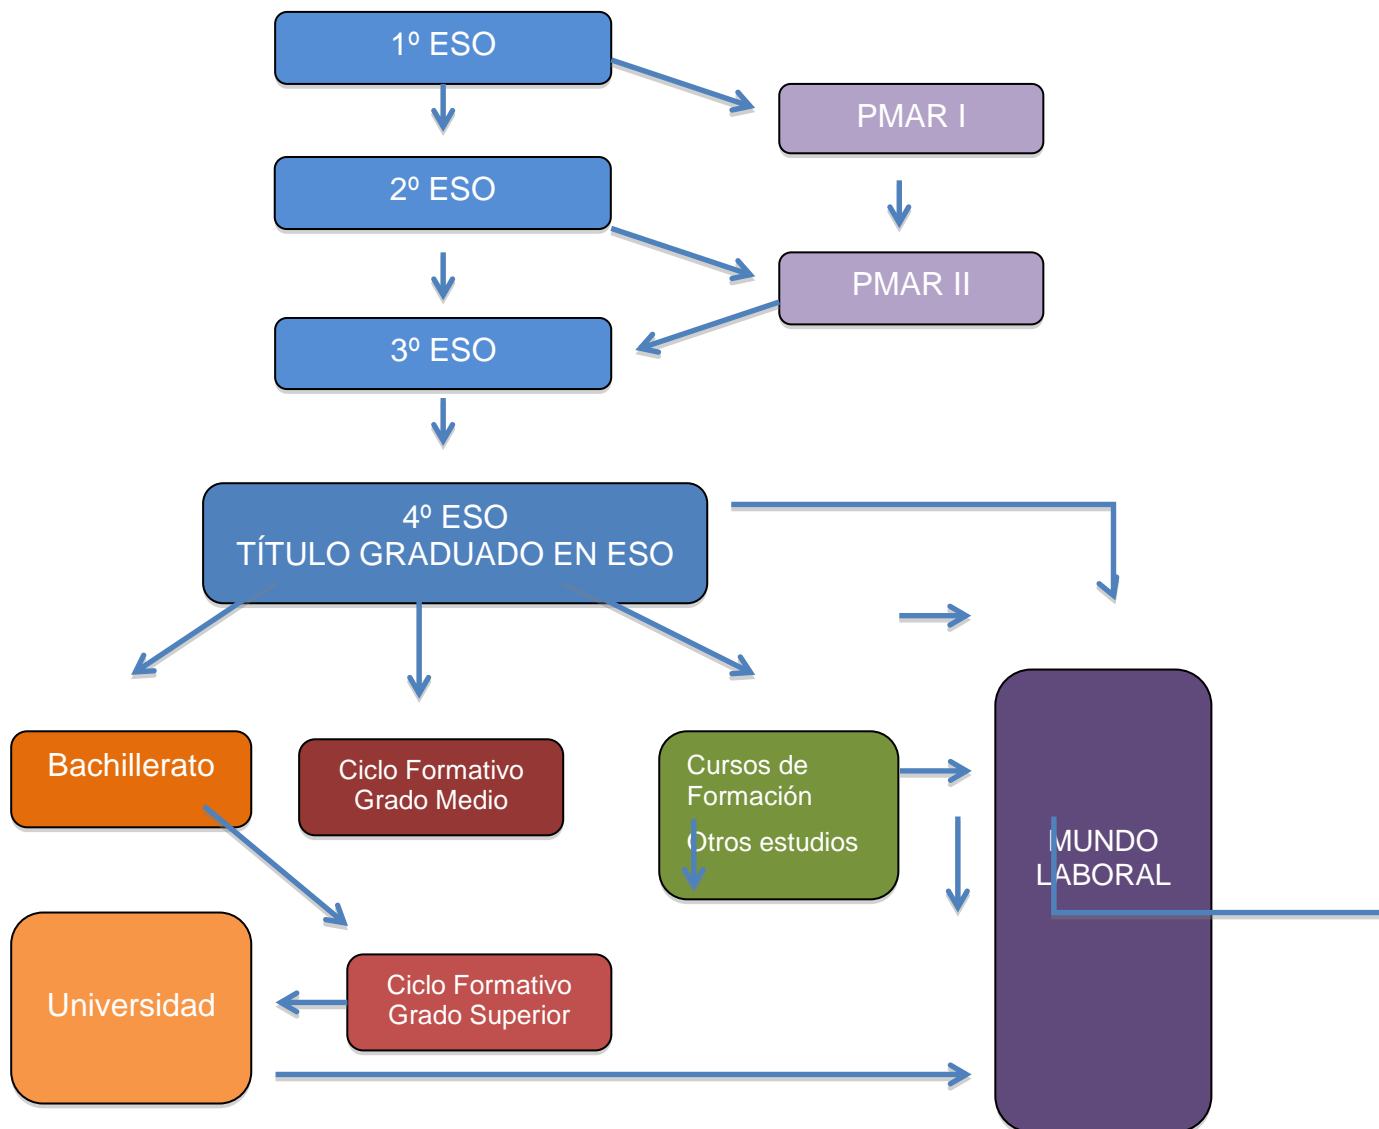 1º ESO
PMAR I
2º ESO
PMAR II
3º ESO
4º ESO
TÍTULO GRADUADO EN ESO
Bachillerato
Ciclo Formativo
Grado Medio
Cursos de
Formación
Otros estudios
MUNDO
LABORAL
Universidad
Ciclo Formativo
Grado Superior